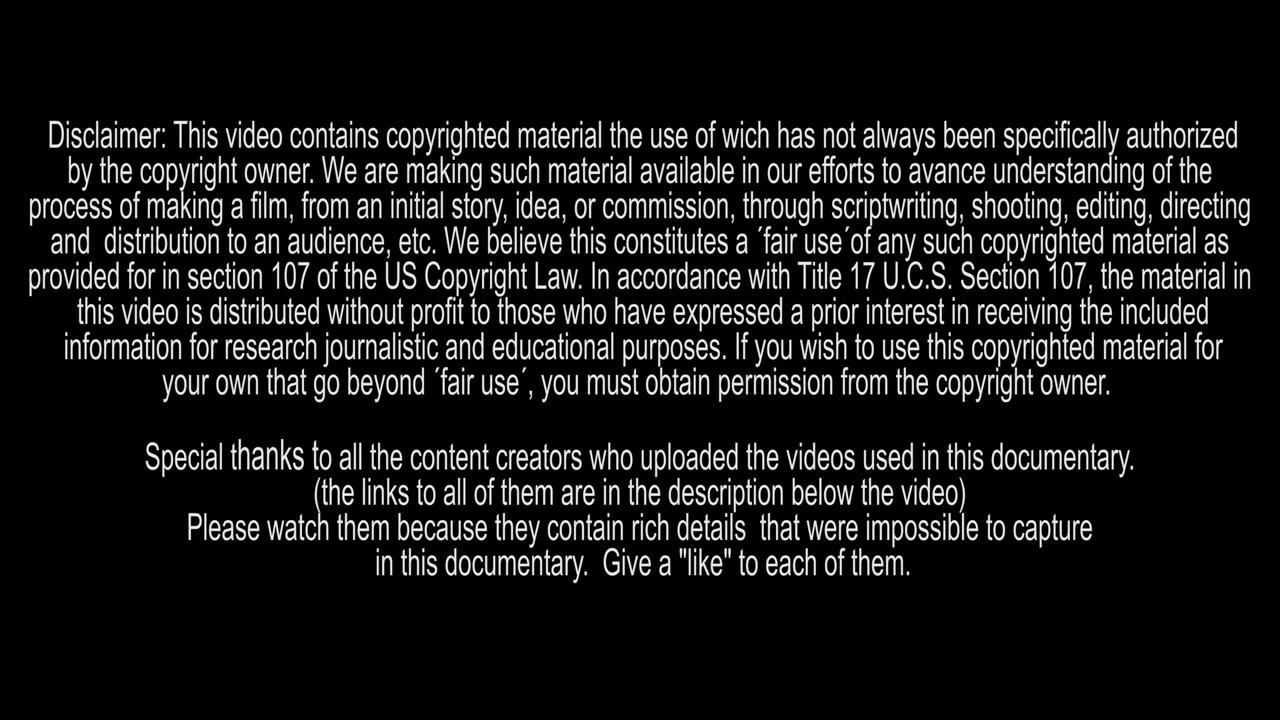 Disclaimer: This video contains copyrighted material the use of wich has not always been specifically authorized
by the copyright owner. We are making such material available in our efforts to avance understanding of the
process of making a film, from an initial story, idea, or commission, through scriptwriting, shooting, editing, directing
and  distribution to an audience, etc. We believe this constitutes a ´fair use´of any such copyrighted material as
provided for in section 107 of the US Copyright Law. In accordance with Title 17 U.C.S. Section 107, the material in
this video is distributed without profit to those who have expressed a prior interest in receiving the included
information for research journalistic and educational purposes. If you wish to use this copyrighted material for
your own that go beyond ´fair use´, you must obtain permission from the copyright owner.
Special thanks to all the content creators who uploaded the videos used in this documentary.
(the links to all of them are in the description below the video)
Please watch them because they contain rich details  that were impossible to capture
in this documentary.  Give a "like" to each of them.